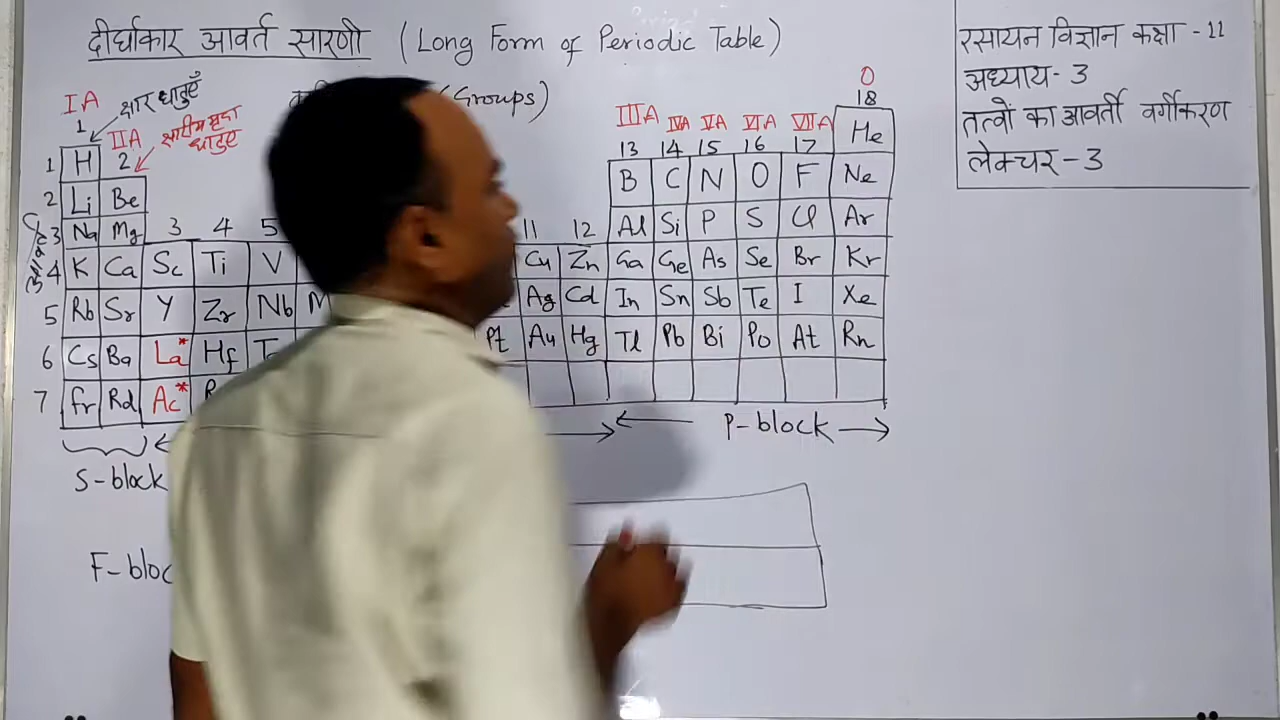 दीर्घाकार आवर्त सारणी (Long Form of Periodic Table)
रसायन विज्ञान कक्षा - 11
अध्याय - 3
तत्वों का आवर्ती वर्गीकरण
लेक्चर - 3
(Groups)
0
18
IA क्षार धातुएँ
1
IIA क्षारीय मृदा धातुएँ
2
IIIA IVA VA VIA VIIA
13 14 15 16 17
1 H He
2 Li Be B C N O F Ne
3 Na Mg 3 4 5 11 12 Al Si P S Cl Ar
4 K Ca Sc Ti V Cu Zn Ga Ge As Se Br Kr
5 Rb Sr Y Zr Nb M Ag Cd In Sn Sb Te I Xe
6 Cs Ba La* Hf Ta Pt Au Hg Tl Pb Bi Po At Rn
7 fr Rd Ac* R
S-block
P-block
F-bloc